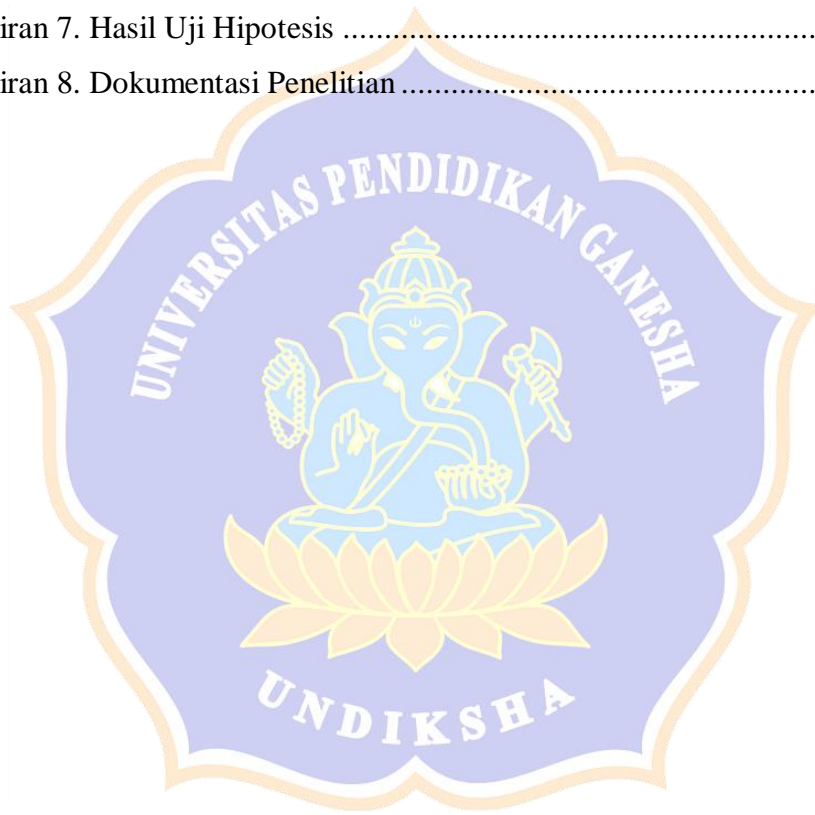 iran 7. Hasil Uji Hipotesis ......................................................
iran 8. Dokumentasi Penelitian ...............................................
UNIVERSITAS PENDIDIKAN GANESHA
UNDIKSHA